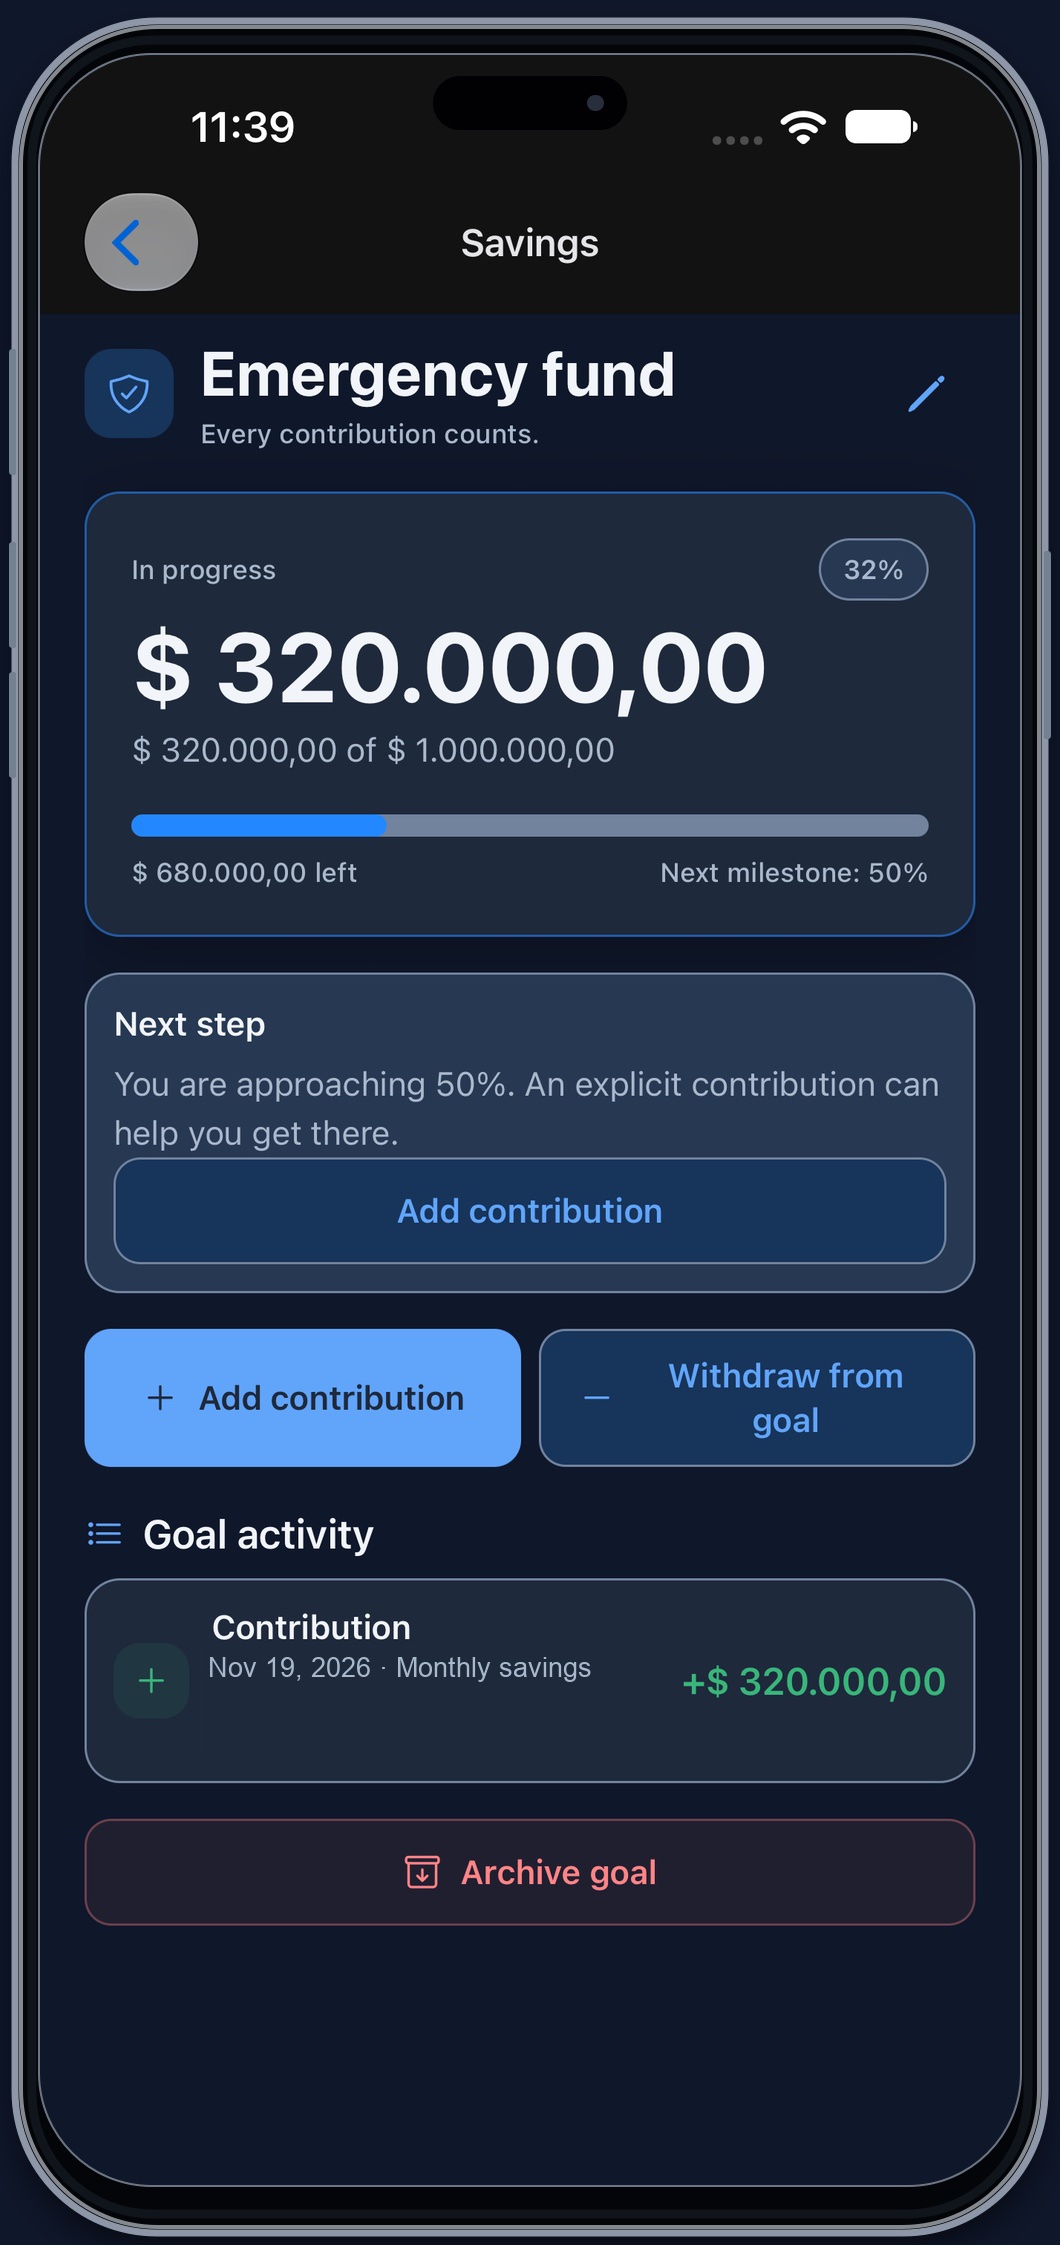 11:39
Savings
Emergency fund
Every contribution counts.
In progress
32%
$ 320.000,00
$ 320.000,00 of $ 1.000.000,00
$ 680.000,00 left
Next milestone: 50%
Next step
You are approaching 50%. An explicit contribution can
help you get there.
Add contribution
+ Add contribution
− Withdraw from
goal
Goal activity
Contribution
Nov 19, 2026 · Monthly savings
+$ 320.000,00
Archive goal